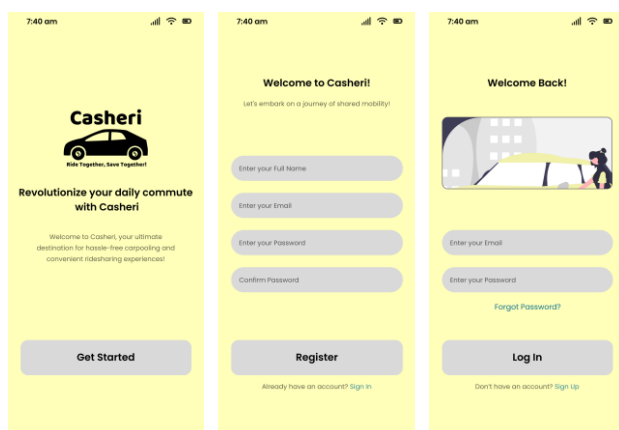 7:40 am
Casheri
Ride Together, Save Together!
Revolutionize your daily commute
with Casheri
Welcome to Casheri, your ultimate
destination for hassle-free carpooling and
convenient ridesharing experiences!
Get Started
7:40 am
Welcome to Casheri!
Let's embark on a journey of shared mobility!
Enter your Full Name
Enter your Email
Enter your Password
Confirm Password
Register
Already have an account? Sign In
7:40 am
Welcome Back!
Enter your Email
Enter your Password
Forgot Password?
Log In
Don't have an account? Sign Up